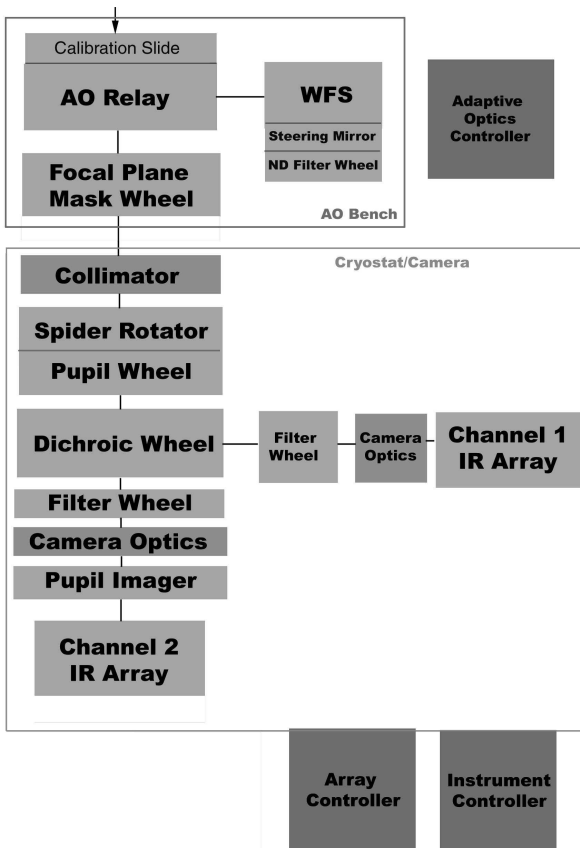 Calibration Slide
AO Relay
WFS
Steering Mirror
ND Filter Wheel
Adaptive
Optics
Controller
Focal Plane
Mask Wheel
AO Bench
Cryostat/Camera
Collimator
Spider Rotator
Pupil Wheel
Dichroic Wheel
Filter
Wheel
Camera
Optics
Channel 1
IR Array
Filter Wheel
Camera Optics
Pupil Imager
Channel 2
IR Array
Array
Controller
Instrument
Controller